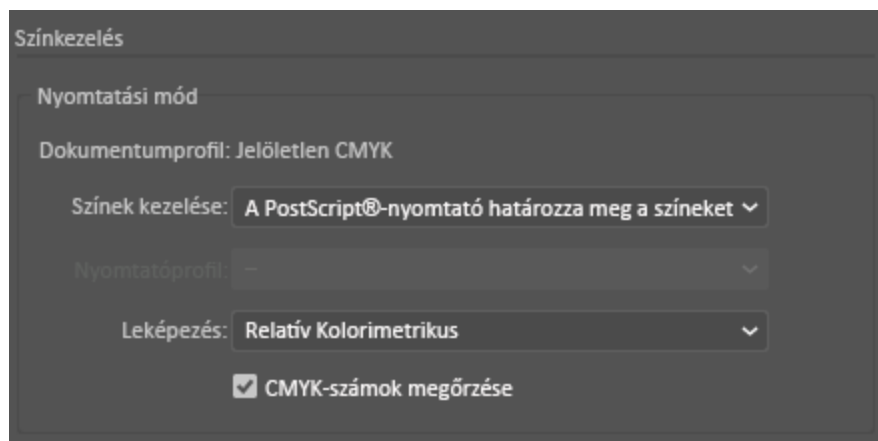 Színkezelés
Nyomtatási mód
Dokumentumprofil: Jelöletlen CMYK
Színek kezelése: A PostScript®-nyomtató határozza meg a színeket
Nyomtatóprofil: –
Leképezés: Relatív Kolorimetrikus
CMYK-számok megőrzése